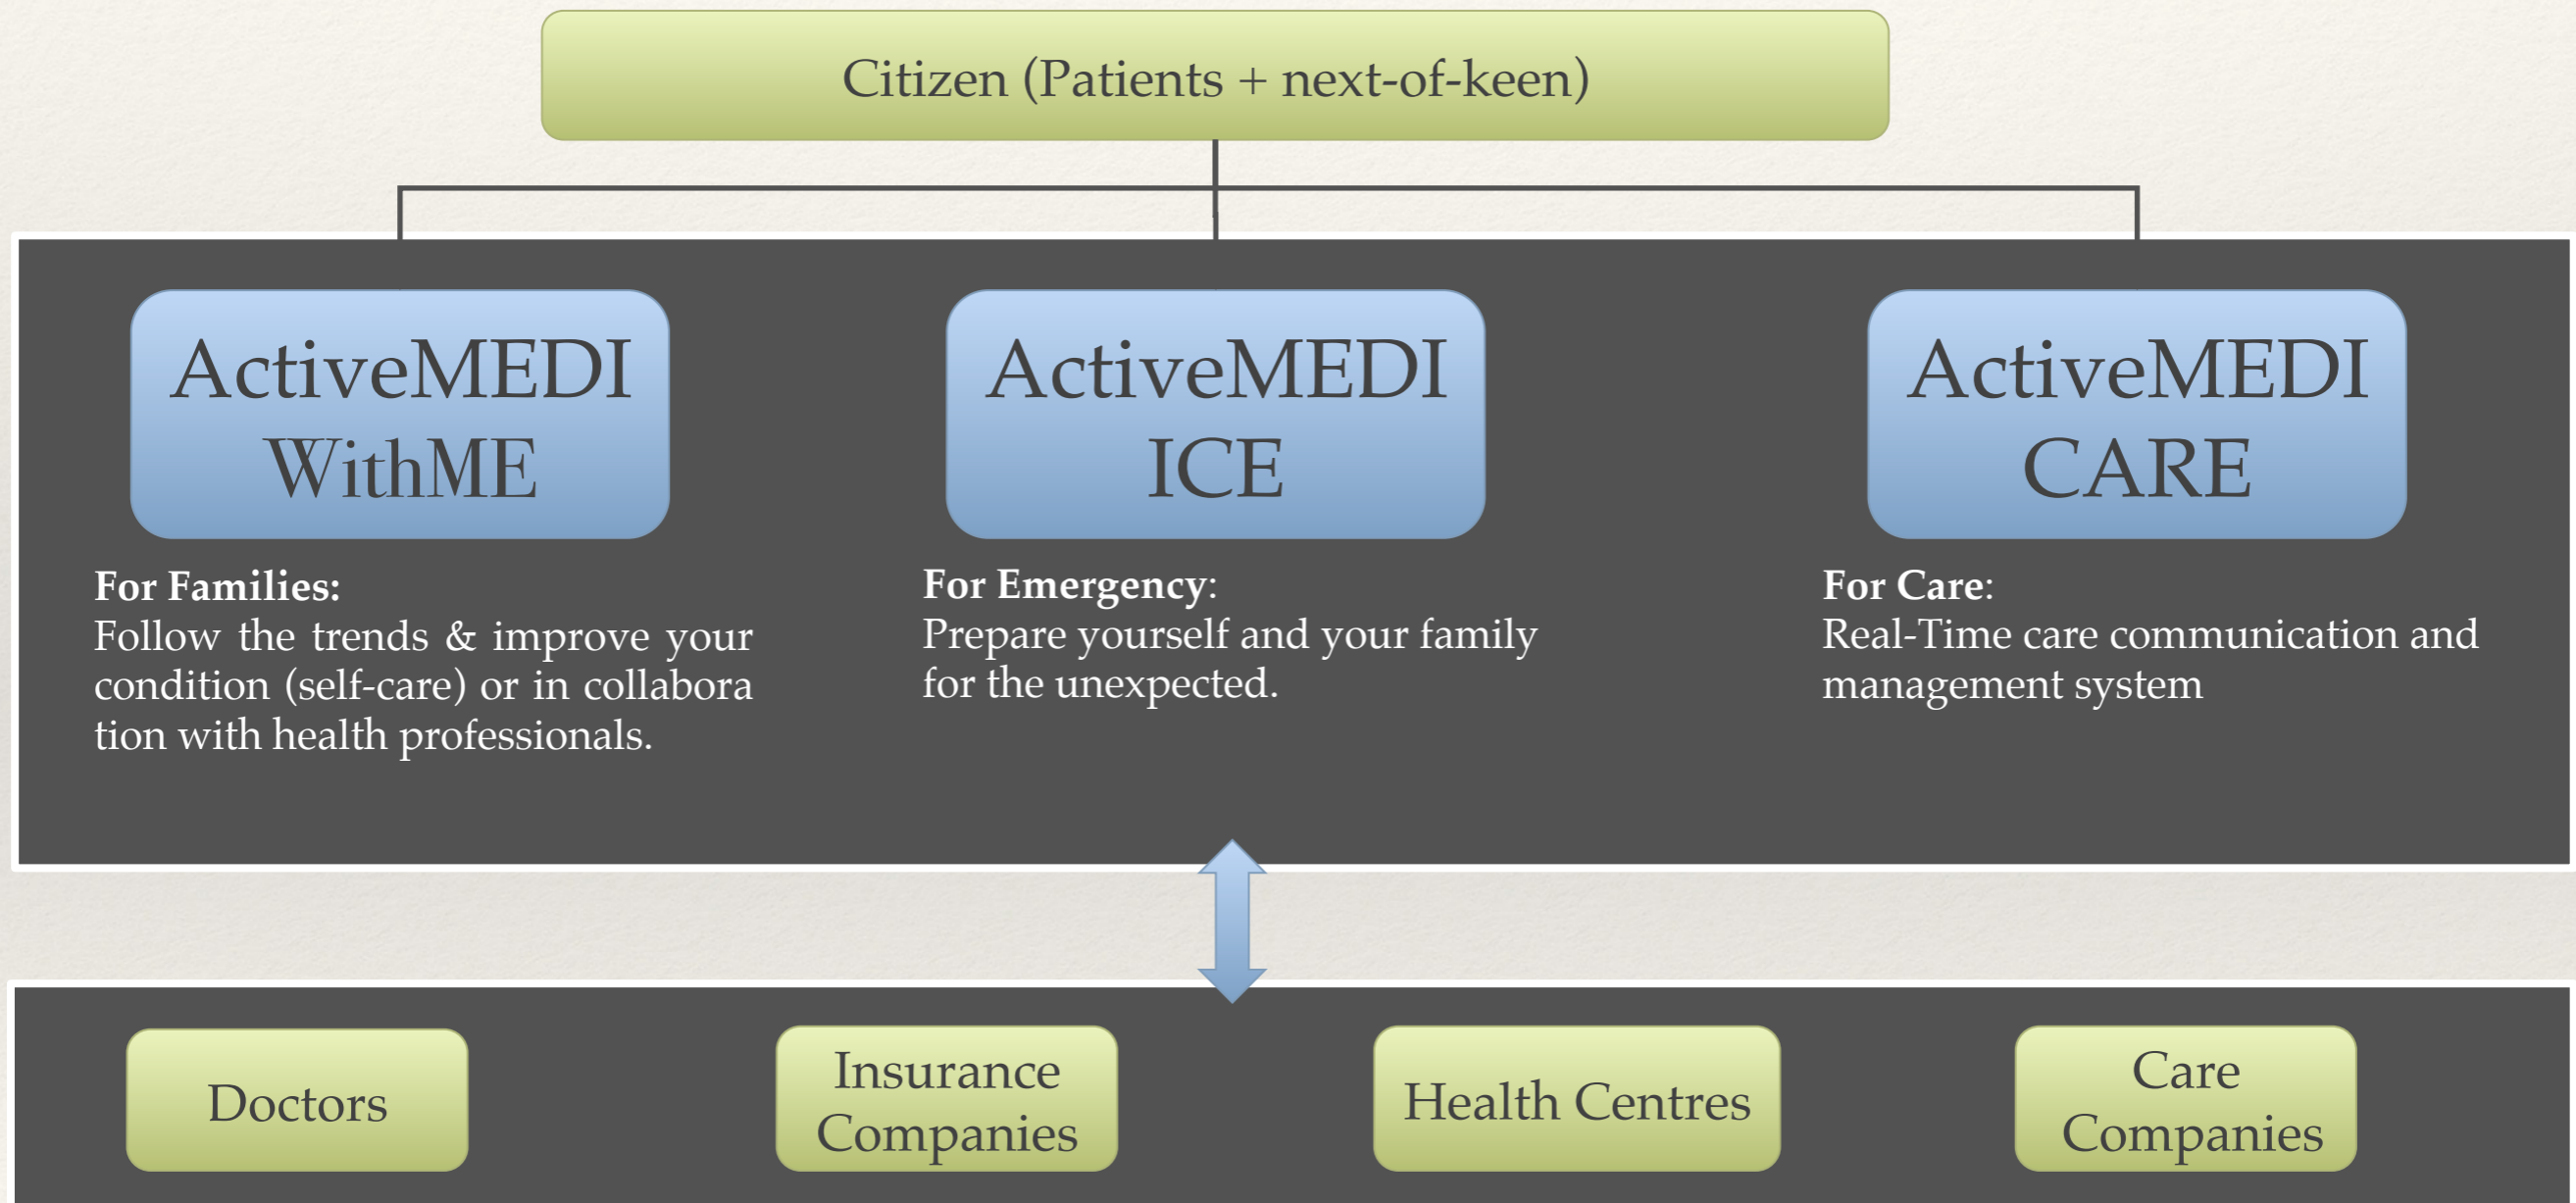 Citizen (Patients + next-of-keen)
ActiveMEDI
WithME
For Families:
Follow the trends & improve your
condition (self-care) or in collabora
tion with health professionals.
ActiveMEDI
ICE
For Emergency:
Prepare yourself and your family
for the unexpected.
ActiveMEDI
CARE
For Care:
Real-Time care communication and
management system
Doctors
Insurance
Companies
Health Centres
Care
Companies